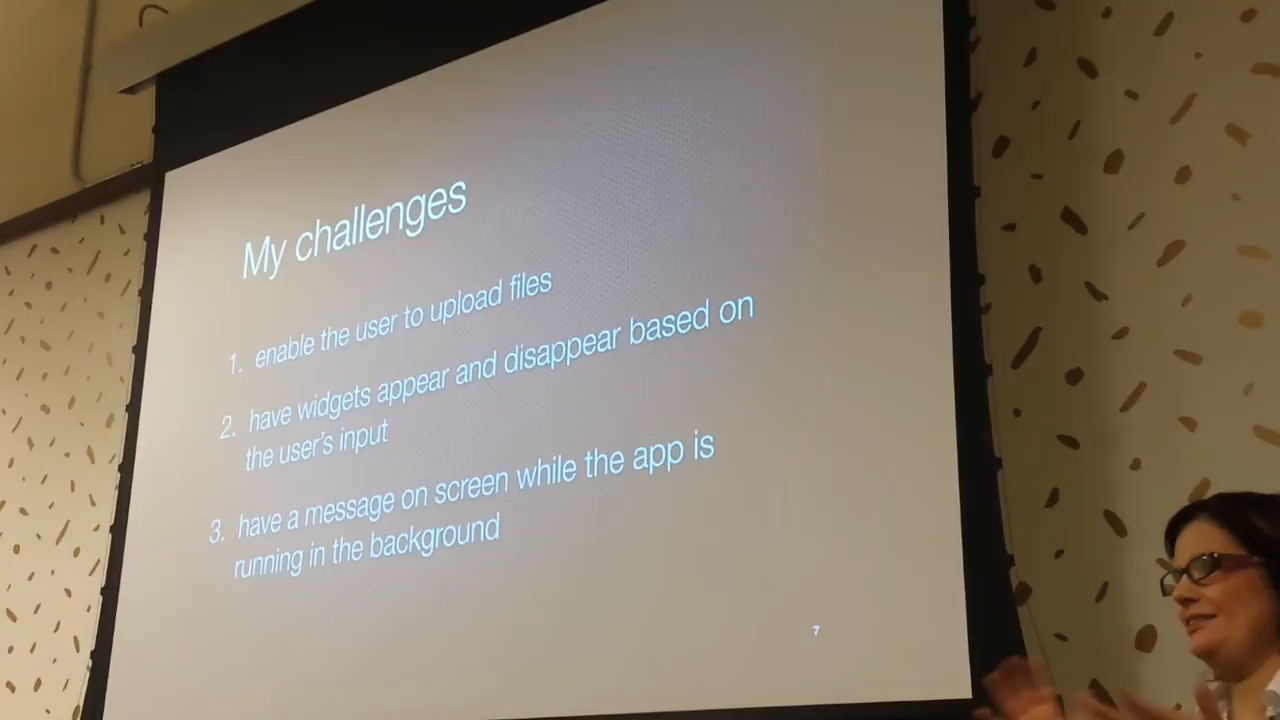 My challenges
1. enable the user to upload files
2. have widgets appear and disappear based on
the user's input
3. have a message on screen while the app is
running in the background
7